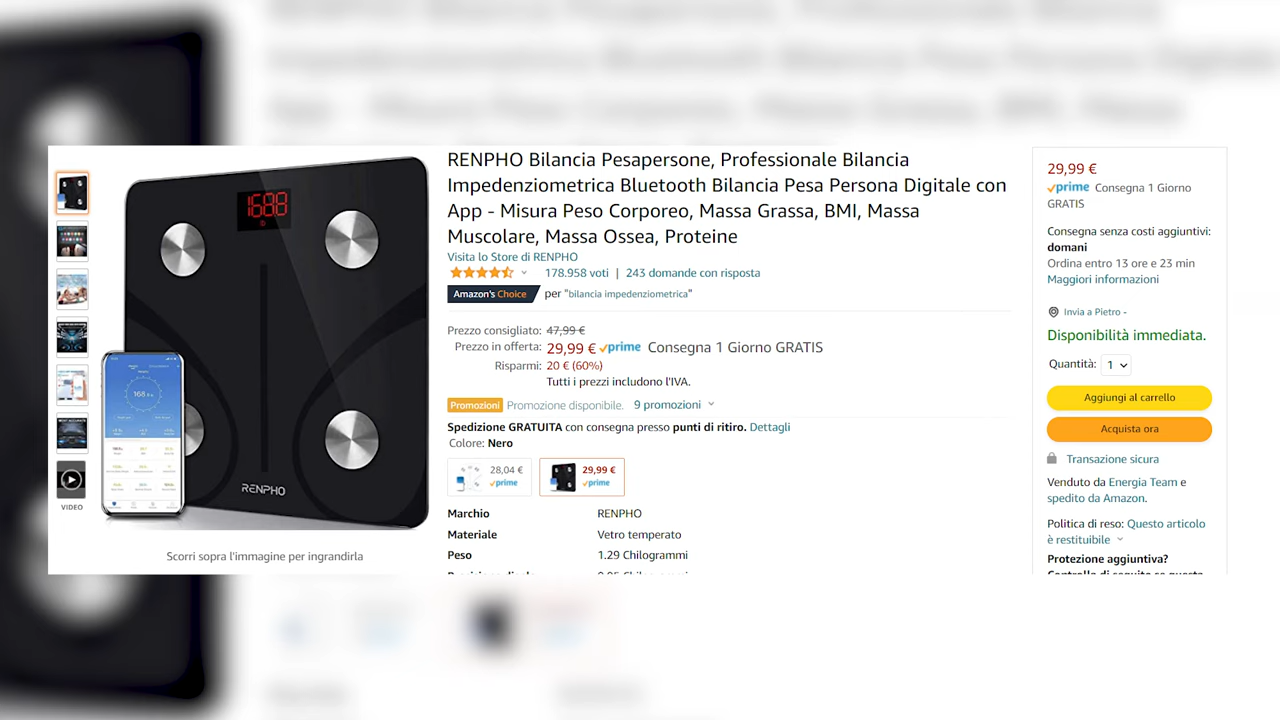 RENPHO Bilancia Pesapersone, Professionale Bilancia
Impedenziometrica Bluetooth Bilancia Pesa Persona Digitale con
App - Misura Peso Corporeo, Massa Grassa, BMI, Massa
Muscolare, Massa Ossea, Proteine
Visita lo Store di RENPHO
178.958 voti | 243 domande con risposta
Amazon's Choice per "bilancia impedenziometrica"
Prezzo consigliato: 47,99 €
Prezzo in offerta: 29,99 € prime Consegna 1 Giorno GRATIS
Risparmi: 20 € (60%)
Tutti i prezzi includono l'IVA.
Promozioni Promozione disponibile. 9 promozioni
Spedizione GRATUITA con consegna presso punti di ritiro. Dettagli
Colore: Nero
28,04 €
prime
29,99 €
prime
Marchio RENPHO
Materiale Vetro temperato
Peso 1.29 Chilogrammi
168.8
RENPHO
VIDEO
Scorri sopra l'immagine per ingrandirla
29,99 €
prime Consegna 1 Giorno
GRATIS
Consegna senza costi aggiuntivi:
domani
Ordina entro 13 ore e 23 min
Maggiori informazioni
Invia a Pietro -
Disponibilità immediata.
Quantità: 1
Aggiungi al carrello
Acquista ora
Transazione sicura
Venduto da Energia Team e
spedito da Amazon.
Politica di reso: Questo articolo
è restituibile
Protezione aggiuntiva?